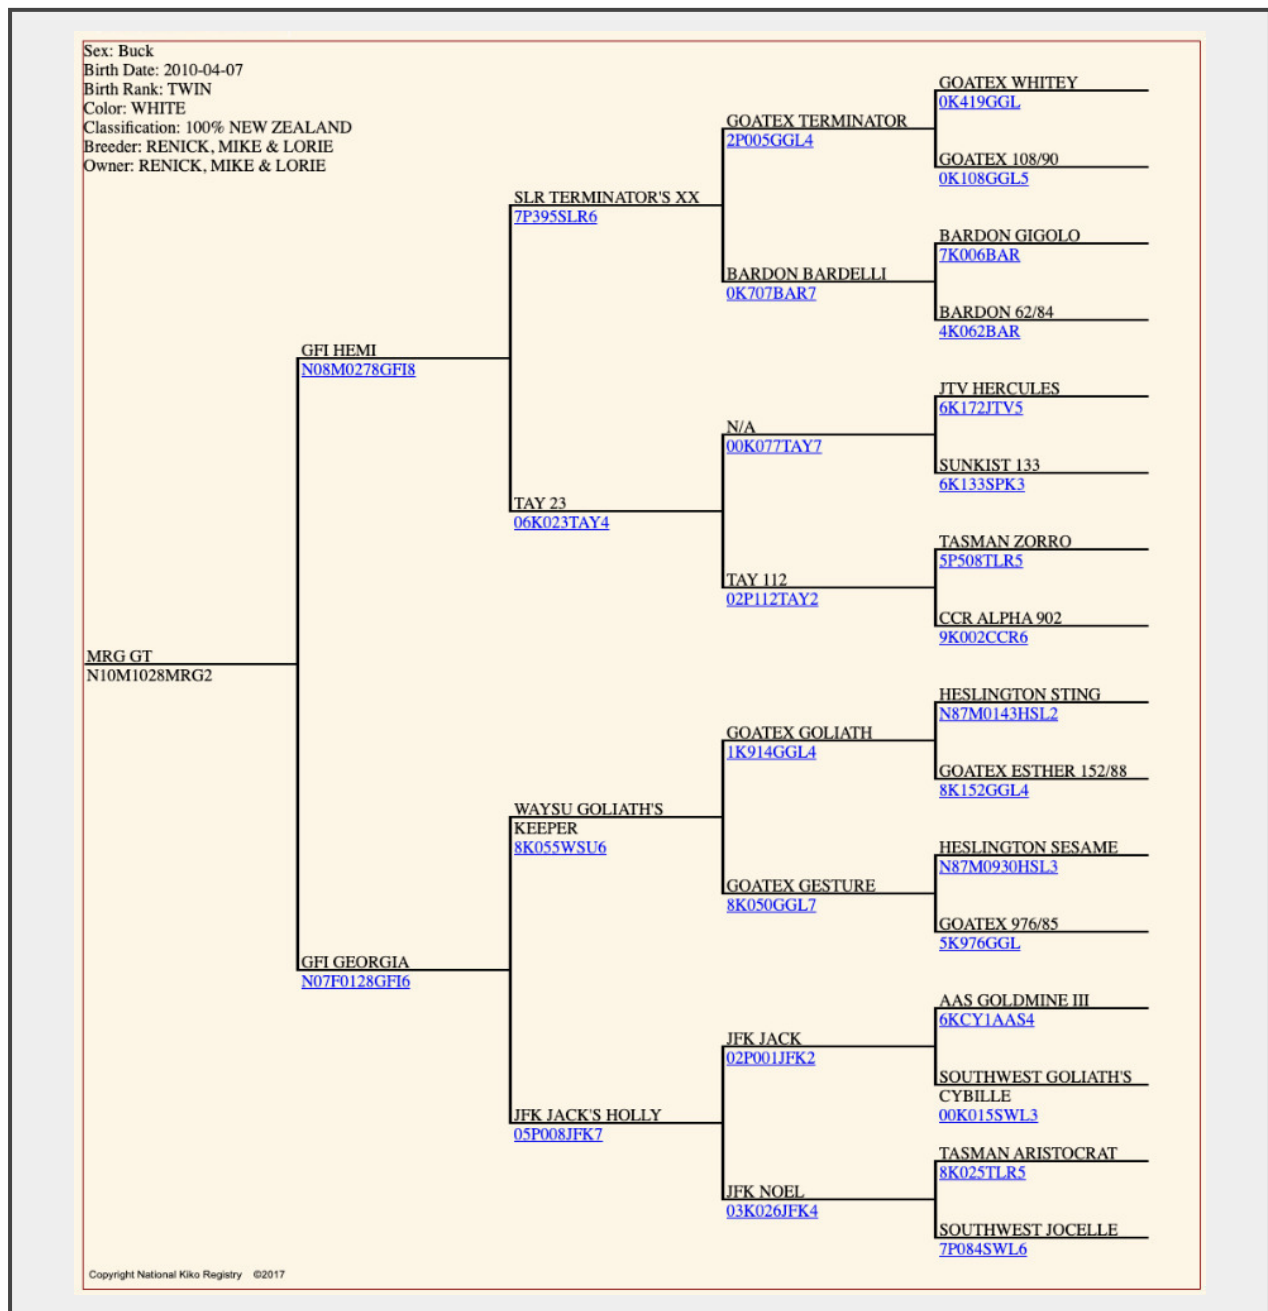 Sex: Buck
Birth Date: 2010-04-07
Birth Rank: TWIN
Color: WHITE
Classification: 100% NEW ZEALAND
Breeder: RENICK, MIKE & LORIE
Owner: RENICK, MIKE & LORIE
MRG GT
N10M1028MRG2
GFI HEMI
N08M0278GFI8
GFI GEORGIA
N07F0128GFI6
SLR TERMINATOR'S XX
7P395SLR6
TAY 23
06K023TAY4
WAYSU GOLIATH'S
KEEPER
8K055WSU6
JFK JACK'S HOLLY
05P008JFK7
GOATEX TERMINATOR
2P005GGL4
BARDON BARDELLI
0K707BAR7
N/A
00K077TAY7
TAY 112
02P112TAY2
GOATEX GOLIATH
1K914GGL4
GOATEX GESTURE
8K050GGL7
JFK JACK
02P001JFK2
JFK NOEL
03K026JFK4
GOATEX WHITEY
0K419GGL
GOATEX 108/90
0K108GGL5
BARDON GIGOLO
7K006BAR
BARDON 62/84
4K062BAR
JTV HERCULES
6K172JTV5
SUNKIST 133
6K133SPK3
TASMAN ZORRO
5P508TLR5
CCR ALPHA 902
9K002CCR6
HESLINGTON STING
N87M0143HSL2
GOATEX ESTHER 152/88
8K152GGL4
HESLINGTON SESAME
N87M0930HSL3
GOATEX 976/85
5K976GGL
AAS GOLDMINE III
6KCY1AAS4
SOUTHWEST GOLIATH'S
CYBILLE
00K015SWL3
TASMAN ARISTOCRAT
8K025TLR5
SOUTHWEST JOCELLE
7P084SWL6
Copyright National Kiko Registry ©2017